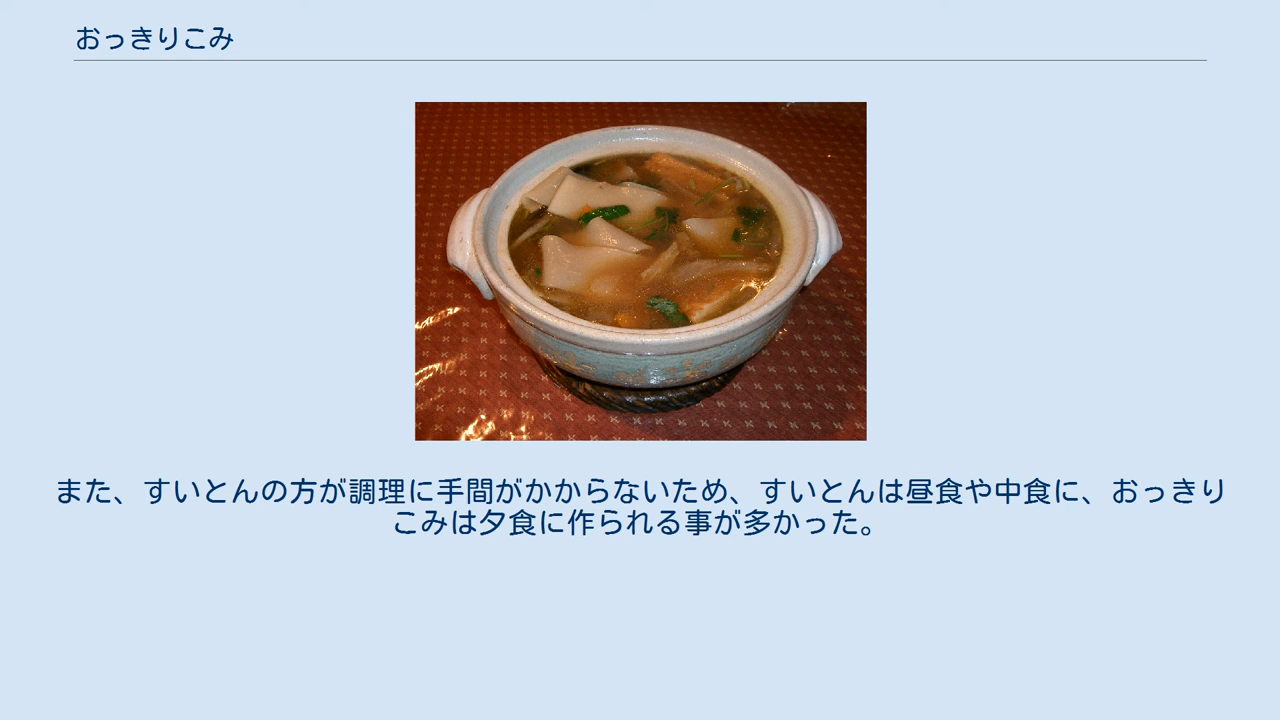 おっきりこみ
また、すいとんの方が調理に手間がかからないため、すいとんは昼食や中食に、おっきり
こみは夕食に作られる事が多かった。